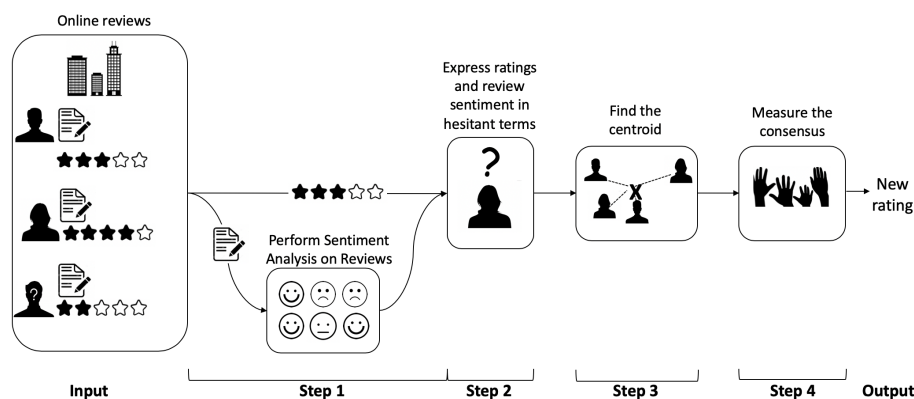 Online reviews
Express ratings
and review
sentiment in
hesitant terms
Find the
centroid
Measure the
consensus
?
X
New
rating
Perform Sentiment
Analysis on Reviews
?
Input
Step 1
Step 2
Step 3
Step 4
Output